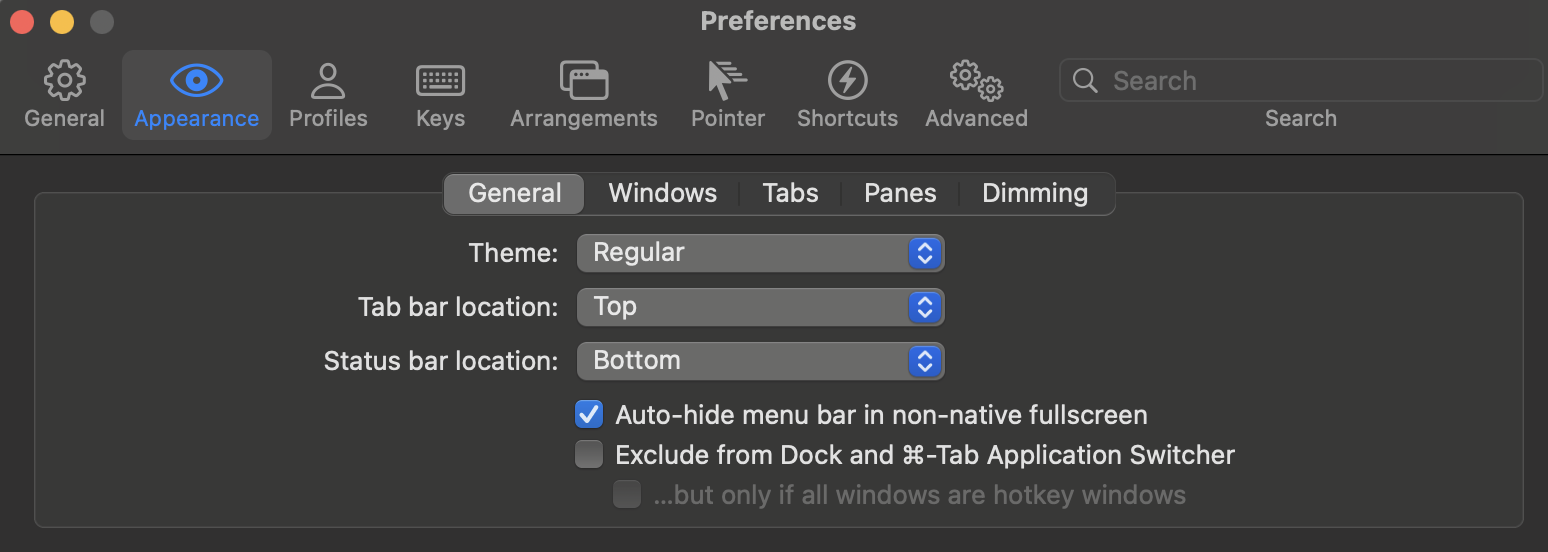 Preferences
General Appearance Profiles Keys Arrangements Pointer Shortcuts Advanced Search
Search
General Windows Tabs Panes Dimming
Theme: Regular
Tab bar location: Top
Status bar location: Bottom
Auto-hide menu bar in non-native fullscreen
Exclude from Dock and ⌘-Tab Application Switcher
...but only if all windows are hotkey windows